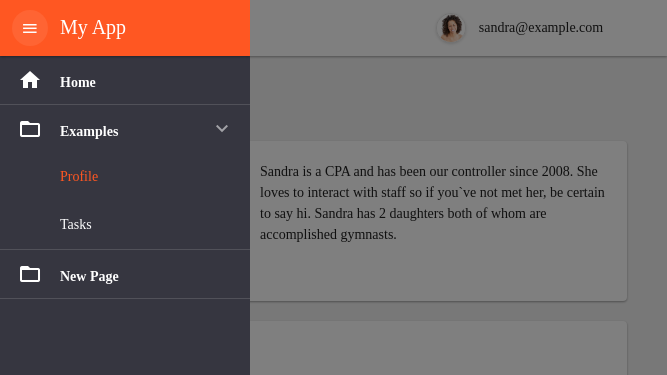 My App
sandra@example.com
Home
Examples
Profile
Tasks
New Page
Sandra is a CPA and has been our controller since 2008. She
loves to interact with staff so if you`ve not met her, be certain
to say hi. Sandra has 2 daughters both of whom are
accomplished gymnasts.